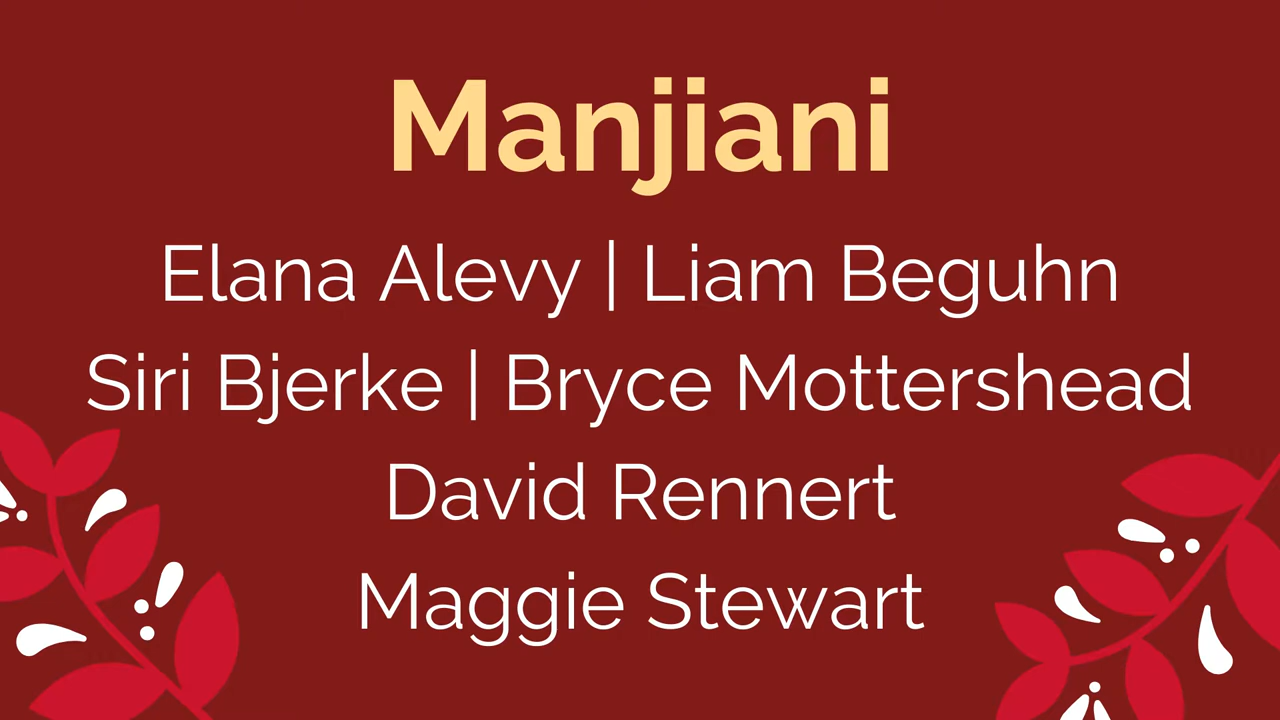 Manjiani
Elana Alevy | Liam Beguhn
Siri Bjerke | Bryce Mottershead
David Rennert
Maggie Stewart